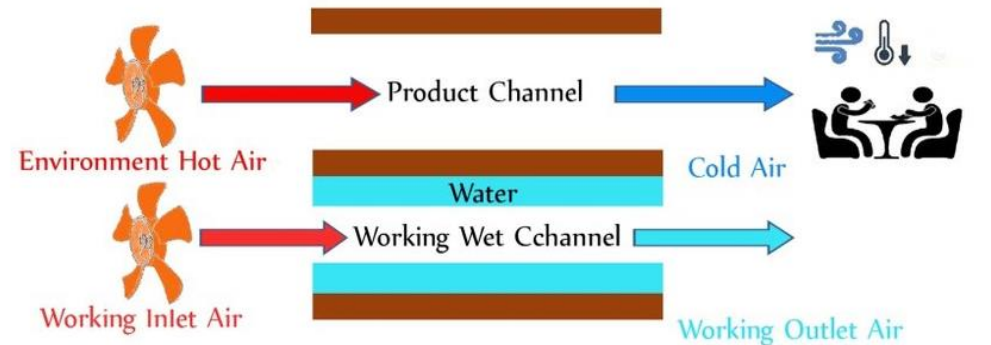 Product Channel
Environment Hot Air
Cold Air
Water
Working Wet Cchannel
Working Inlet Air
Working Outlet Air